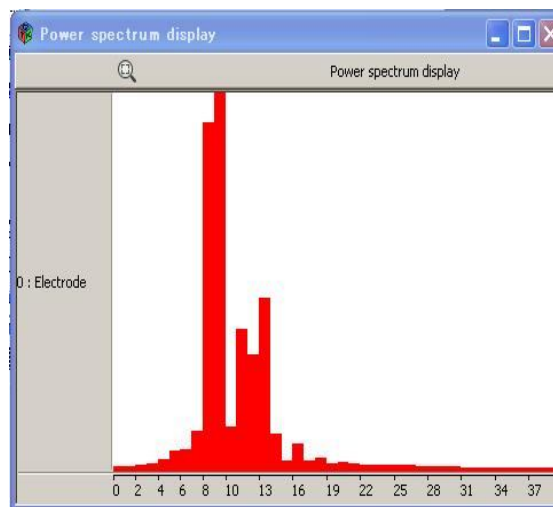 Power spectrum display
Power spectrum display
0 : Electrode
0 2 4 6 8 10 13 16 19 22 25 28 31 34 37